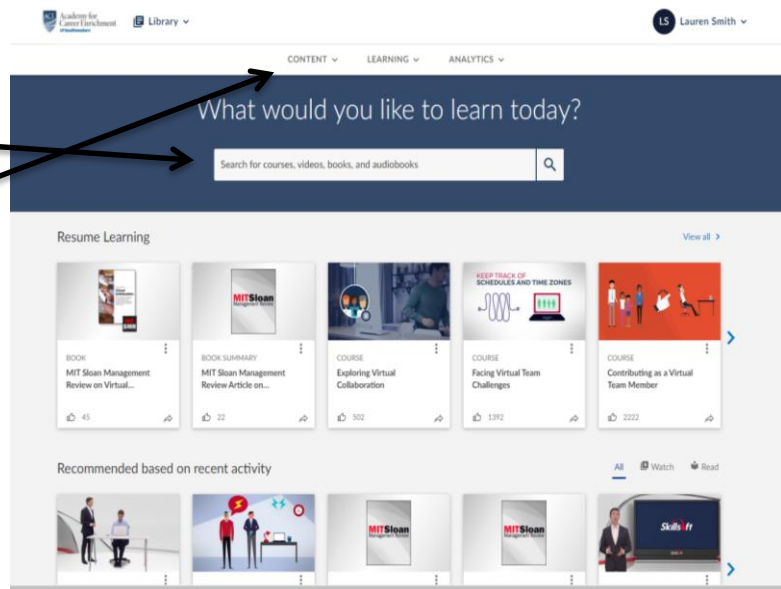 ACE Academy for
Career Enrichment
UT Southwestern
Library
LS Lauren Smith
CONTENT LEARNING ANALYTICS
What would you like to learn today?
Search for courses, videos, books, and audiobooks
Resume Learning
View all >
MITSloan
Management Review
KEEP TRACK OF
SCHEDULES AND TIME ZONES
BOOK
MIT Sloan Management
Review on Virtual...
45
BOOK SUMMARY
MIT Sloan Management
Review Article on...
22
COURSE
Exploring Virtual
Collaboration
502
COURSE
Facing Virtual Team
Challenges
1392
COURSE
Contributing as a Virtual
Team Member
2222
Recommended based on recent activity
All Watch Read
MITSloan
Management Review
MITSloan
Management Review
Skillsoft